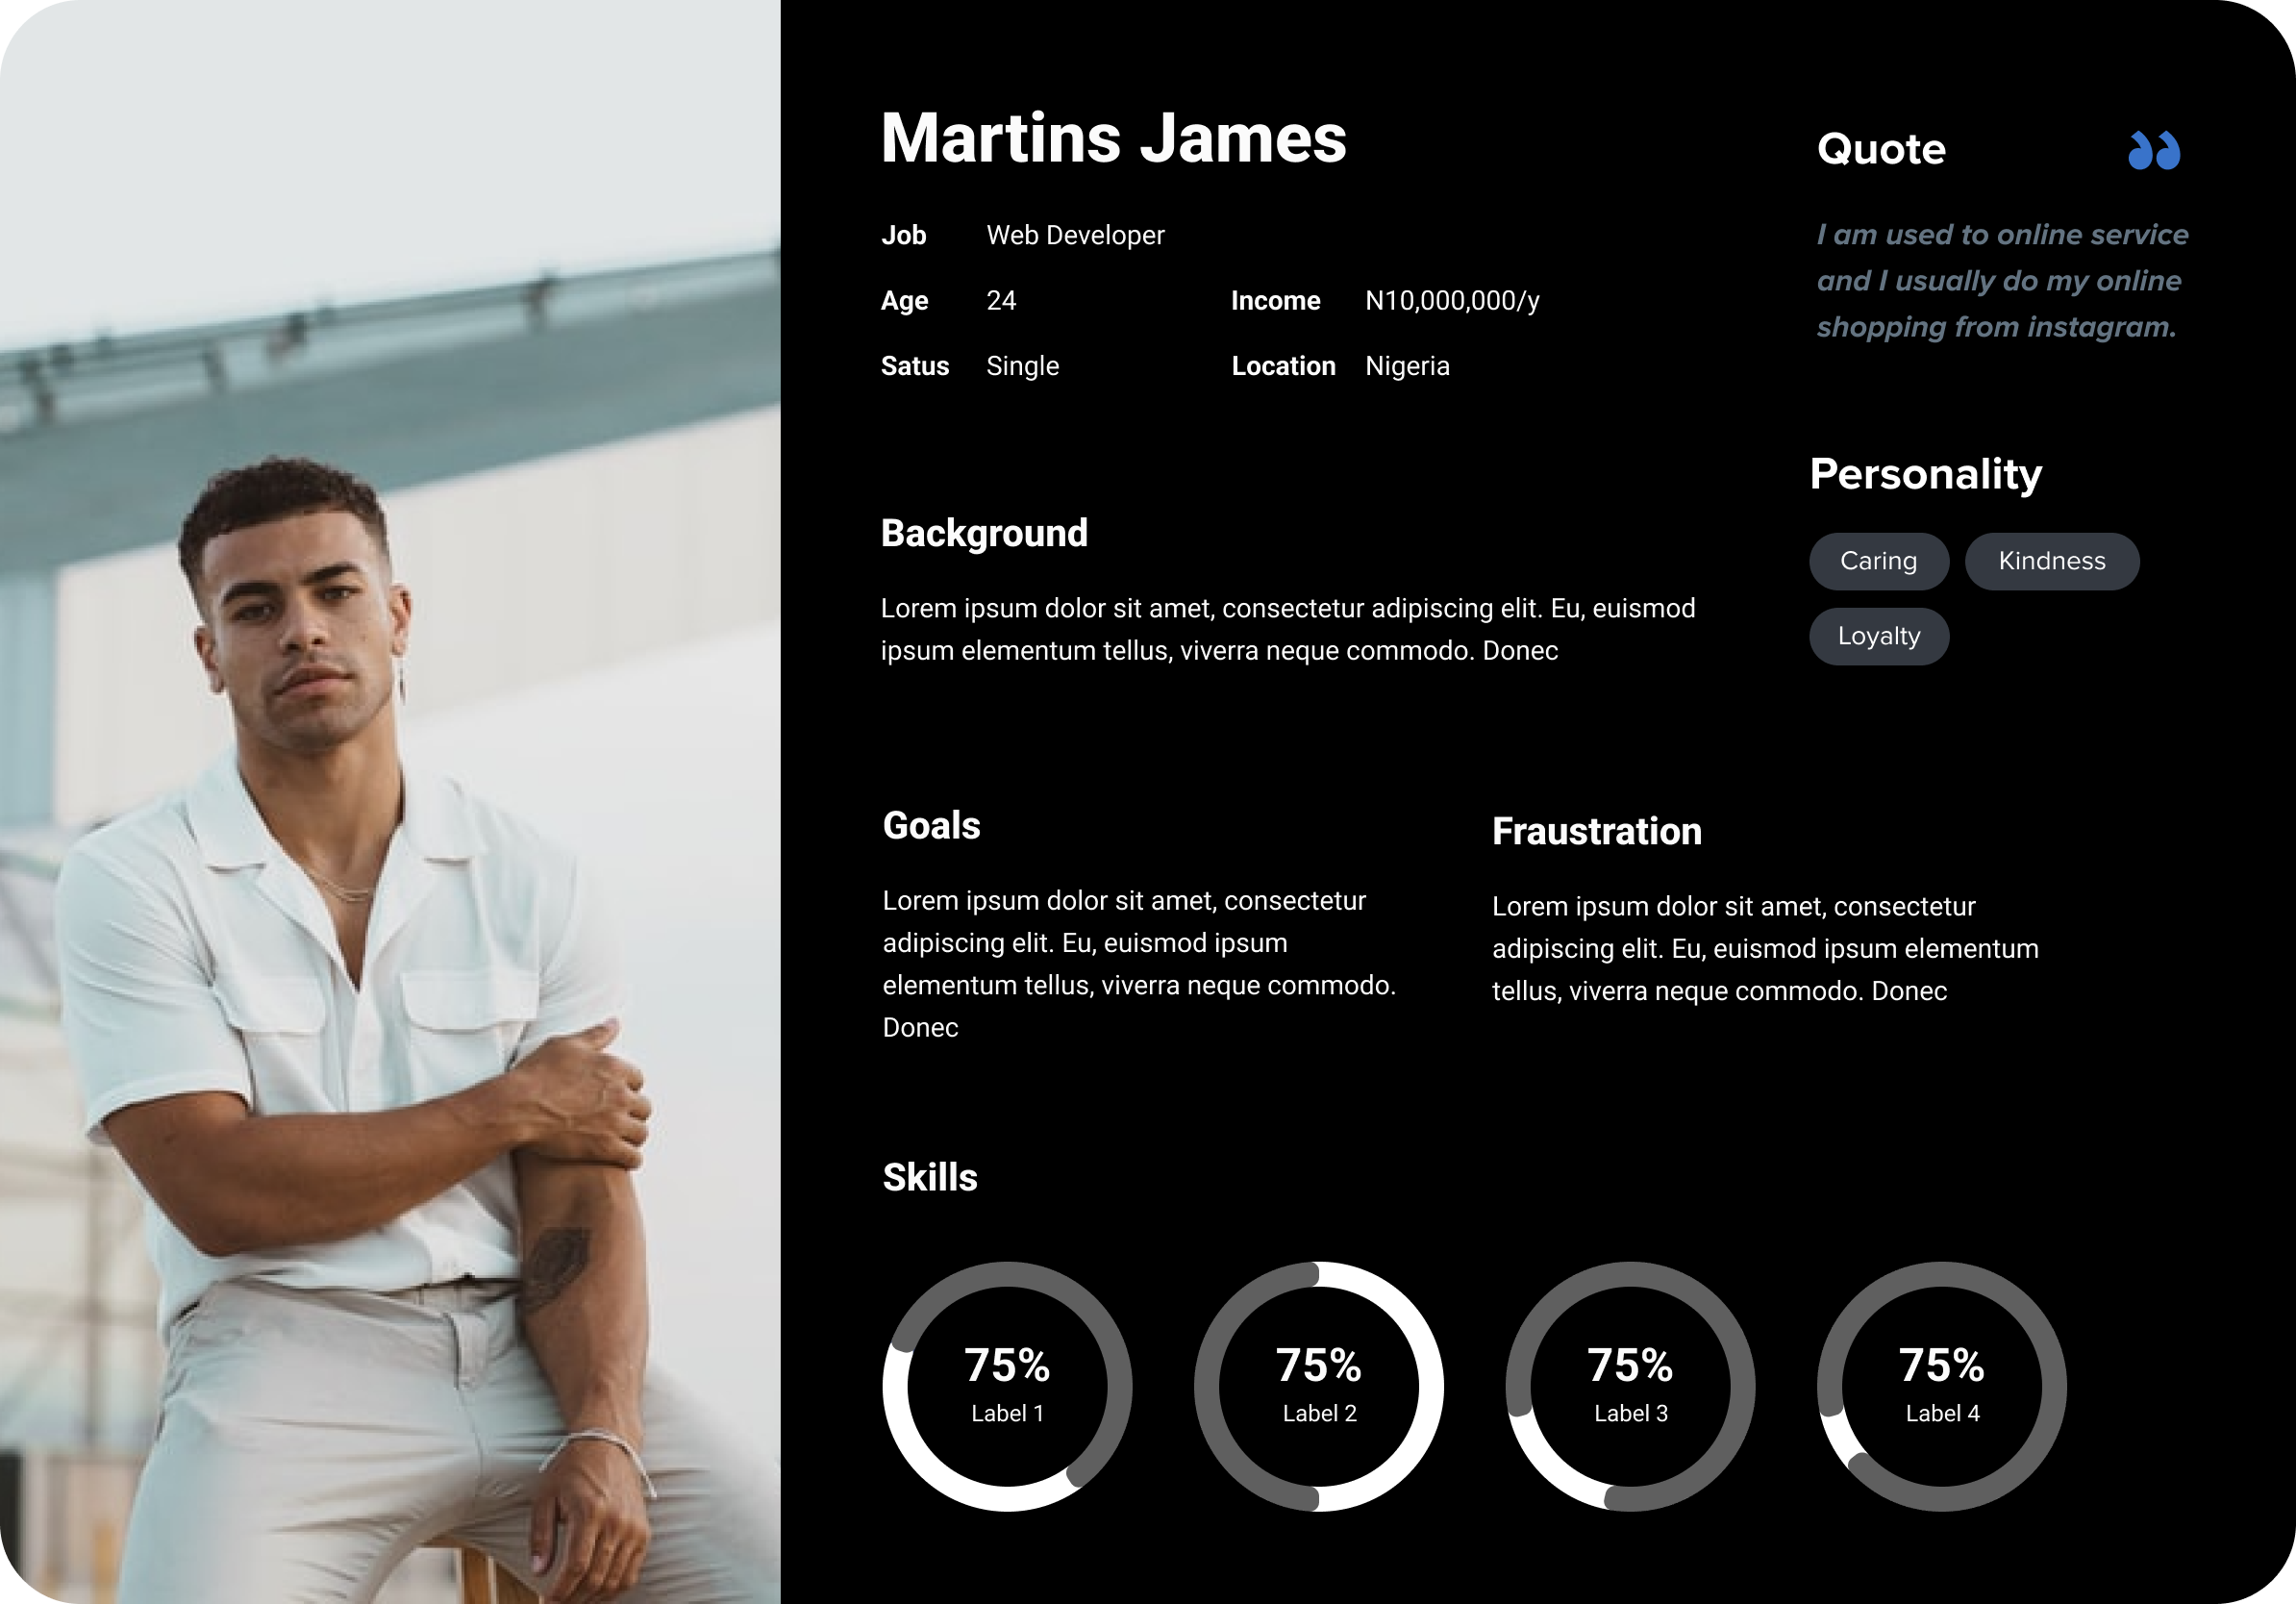 Martins James
Job Web Developer
Age 24 Income N10,000,000/y
Satus Single Location Nigeria
Quote
I am used to online service
and I usually do my online
shopping from instagram.
Personality
Caring Kindness
Loyalty
Background
Lorem ipsum dolor sit amet, consectetur adipiscing elit. Eu, euismod
ipsum elementum tellus, viverra neque commodo. Donec
Goals
Lorem ipsum dolor sit amet, consectetur
adipiscing elit. Eu, euismod ipsum
elementum tellus, viverra neque commodo.
Donec
Fraustration
Lorem ipsum dolor sit amet, consectetur
adipiscing elit. Eu, euismod ipsum elementum
tellus, viverra neque commodo. Donec
Skills
75%
Label 1
75%
Label 2
75%
Label 3
75%
Label 4